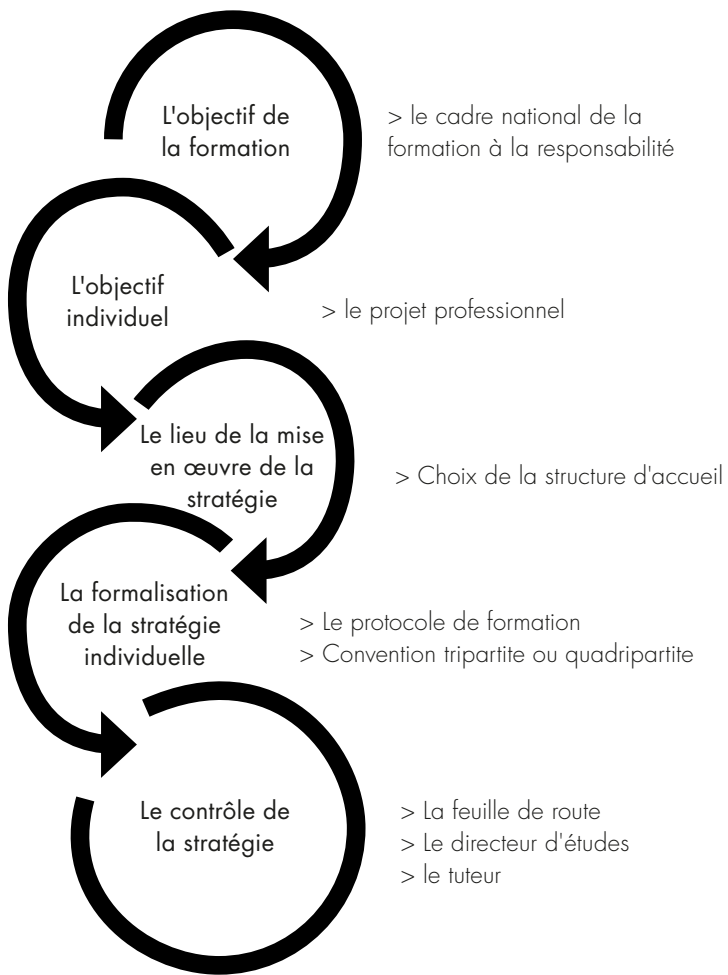 L'objectif de
la formation
> le cadre national de la
formation à la responsabilité
L'objectif
individuel
> le projet professionnel
Le lieu de la mise
en œuvre de la
stratégie
> Choix de la structure d'accueil
La formalisation
de la stratégie
individuelle
> Le protocole de formation
> Convention tripartite ou quadripartite
Le contrôle de
la stratégie
> La feuille de route
> Le directeur d'études
> le tuteur